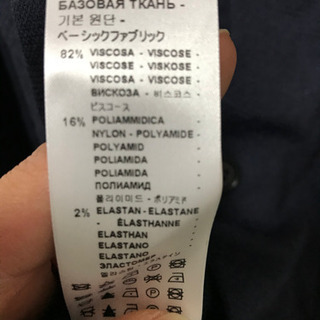 БАЗОВАЯ ТКАНЬ -
기본 원단 -
ベーシックファブリック
82% VISCOSA - VISCOSE -
VISCOSE - VISKOSE -
VISCOSA - VISCOSE -
ВИСКОЗА - 비스코스 -
ビスコース
16% POLIAMMIDICA -
NYLON - POLYAMIDE -
POLYAMID -
POLIAMIDA -
POLIAMIDA -
ПОЛИАМИД -
폴리아미드 - ポリアミド
2% ELASTAN - ELASTANE -
- ÉLASTHANNE -
ELASTHAN -
ELASTANO -
ELASTANO -